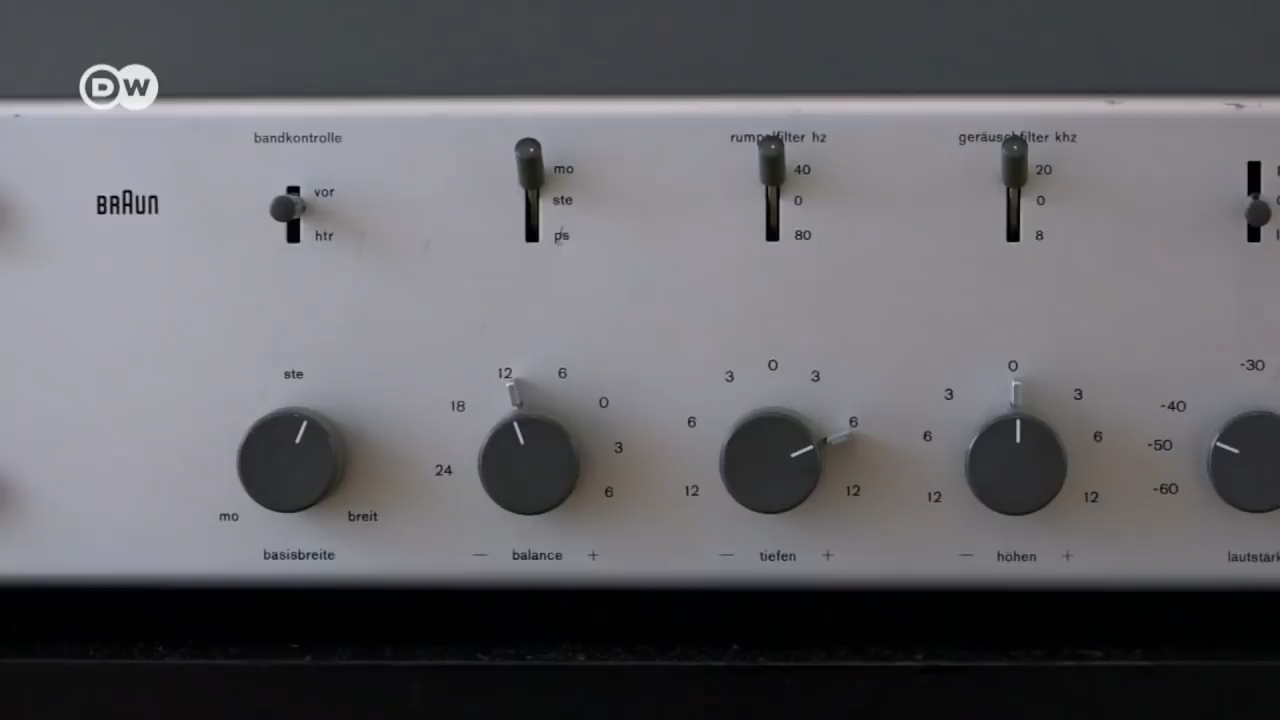 DW
bandkontrolle
rumpelfilter hz
geräuschfilter khz
BRAUN
vor
htr
mo
ste
ps
40
0
80
20
0
8
ste
mo
breit
basisbreite
24
18
12
6
0
3
6
— balance +
12
6
3
0
3
6
12
— tiefen +
12
6
3
0
3
6
12
— höhen +
-60
-50
-40
-30